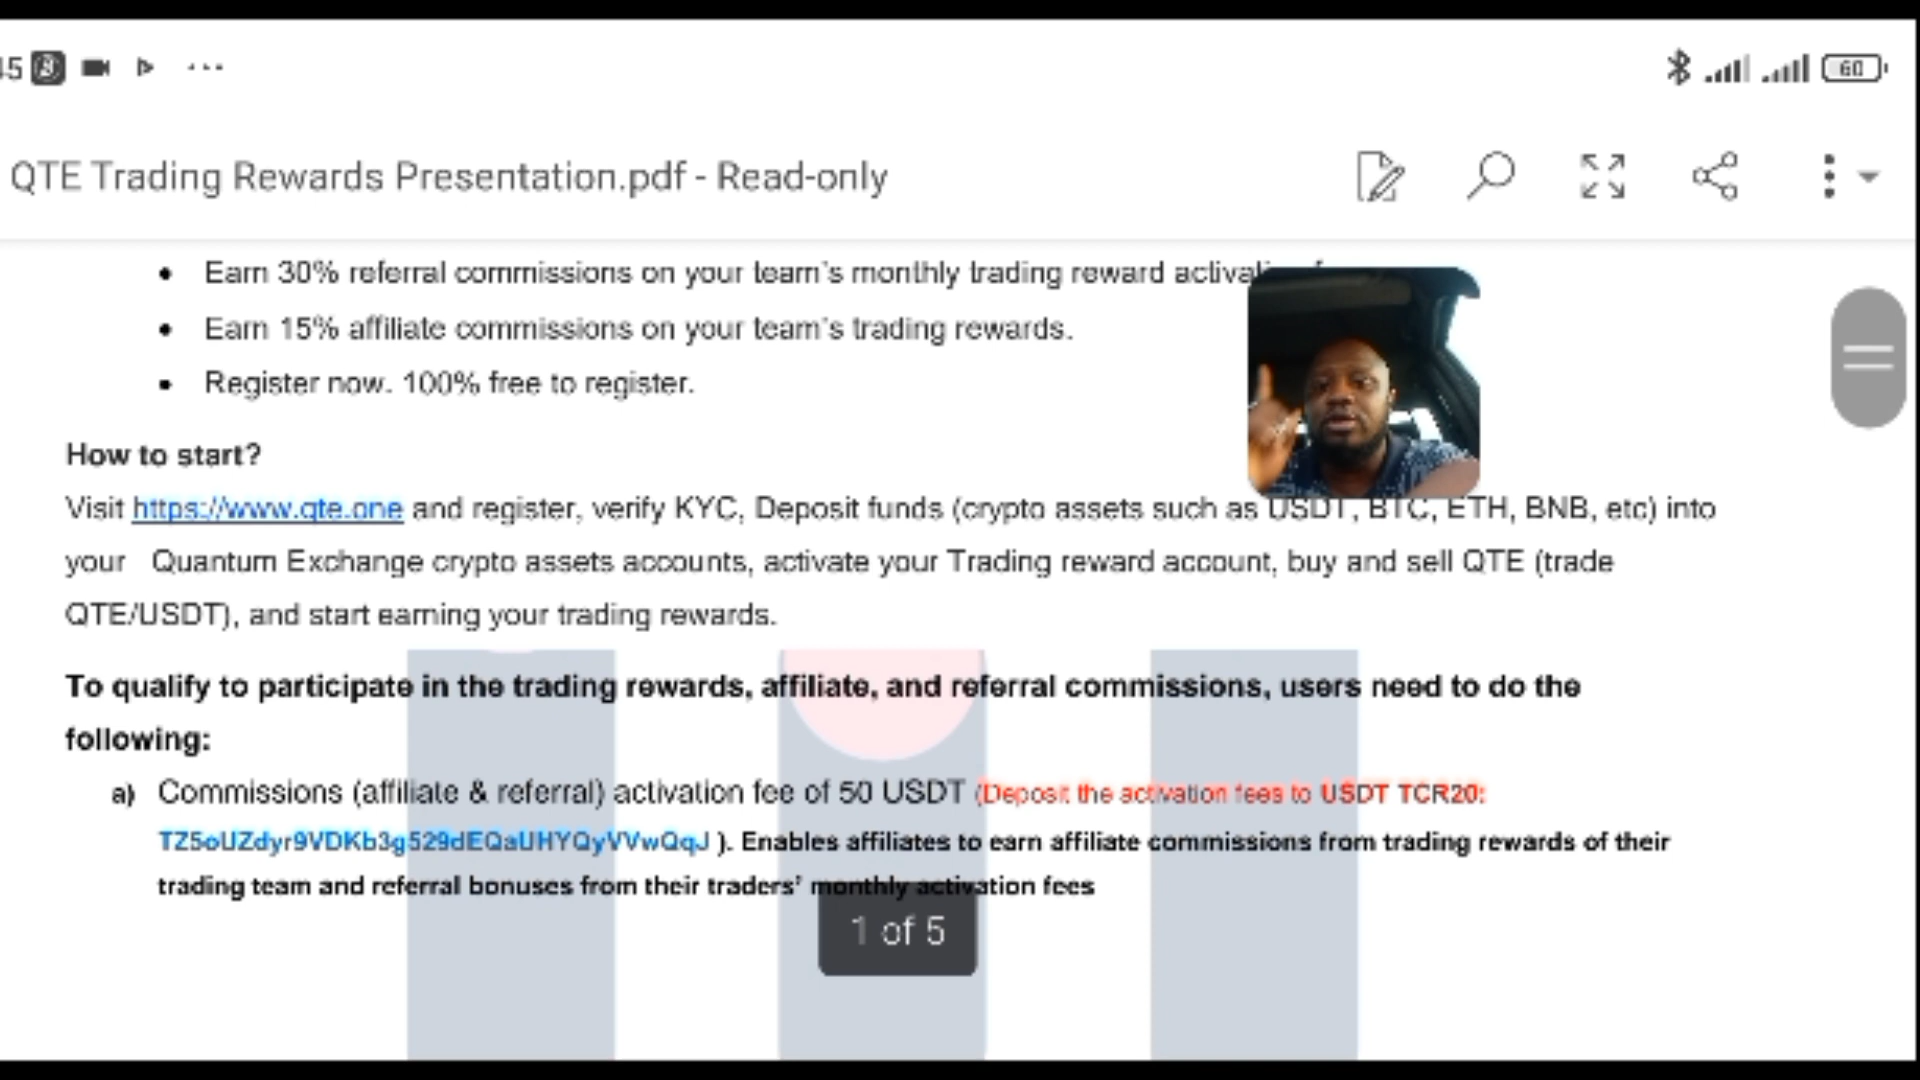 45
60
QTE Trading Rewards Presentation.pdf - Read-only
• Earn 30% referral commissions on your team's monthly trading reward
• Earn 15% affiliate commissions on your team's trading rewards.
• Register now. 100% free to register.
How to start?
Visit https://www.qte.one and register, verify KYC, Deposit funds (crypto assets such as USDT, BTC, ETH, BNB, etc) into
your Quantum Exchange crypto assets accounts, activate your Trading reward account, buy and sell QTE (trade
QTE/USDT), and start earning your trading rewards.
To qualify to participate in the trading rewards, affiliate, and referral commissions, users need to do the
following:
a) Commissions (affiliate & referral) activation fee of 50 USDT (Deposit the activation fees to USDT TCR20:
TZ5oUZdyr9VDKb3g529dEQaUHYQyVVwQqJ ). Enables affiliates to earn affiliate commissions from trading rewards of their
trading team and referral bonuses from their traders' monthly activation fees
1 of 5